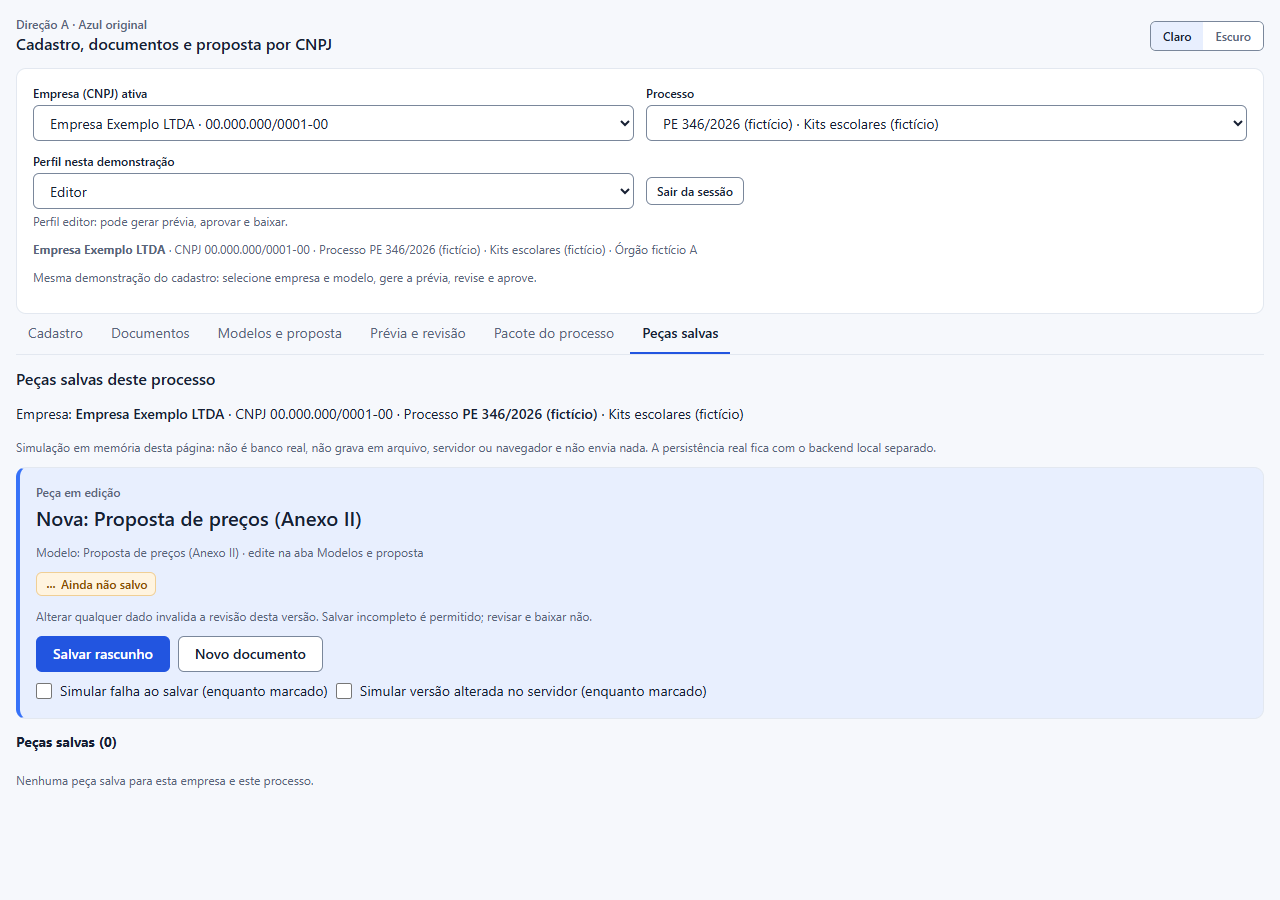 Direção A · Azul original
Cadastro, documentos e proposta por CNPJ
Claro
Escuro
Empresa (CNPJ) ativa
Processo
Empresa Exemplo LTDA · 00.000.000/0001-00
PE 346/2026 (fictício) · Kits escolares (fictício)
Perfil nesta demonstração
Editor
Sair da sessão
Perfil editor: pode gerar prévia, aprovar e baixar.
Empresa Exemplo LTDA · CNPJ 00.000.000/0001-00 · Processo PE 346/2026 (fictício) · Kits escolares (fictício) · Órgão fictício A
Mesma demonstração do cadastro: selecione empresa e modelo, gere a prévia, revise e aprove.
Cadastro
Documentos
Modelos e proposta
Prévia e revisão
Pacote do processo
Peças salvas
Peças salvas deste processo
Empresa: Empresa Exemplo LTDA · CNPJ 00.000.000/0001-00 · Processo PE 346/2026 (fictício) · Kits escolares (fictício)
Simulação em memória desta página: não é banco real, não grava em arquivo, servidor ou navegador e não envia nada. A persistência real fica com o backend local separado.
Peça em edição
Nova: Proposta de preços (Anexo II)
Modelo: Proposta de preços (Anexo II) · edite na aba Modelos e proposta
… Ainda não salvo
Alterar qualquer dado invalida a revisão desta versão. Salvar incompleto é permitido; revisar e baixar não.
Salvar rascunho
Novo documento
Simular falha ao salvar (enquanto marcado)
Simular versão alterada no servidor (enquanto marcado)
Peças salvas (0)
Nenhuma peça salva para esta empresa e este processo.